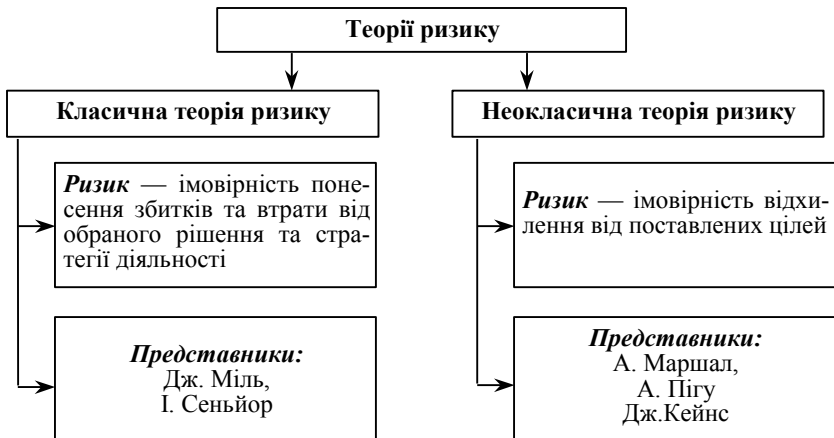 Теорії ризику
Класична теорія ризику
Неокласична теорія ризику
Ризик — імовірність поне-
сення збитків та втрати від
обраного рішення та стра-
тегії діяльності
Ризик — імовірність відхи-
лення від поставлених цілей
Представники:
Дж. Міль,
І. Сеньйор
Представники:
А. Маршал,
А. Пігу
Дж.Кейнс